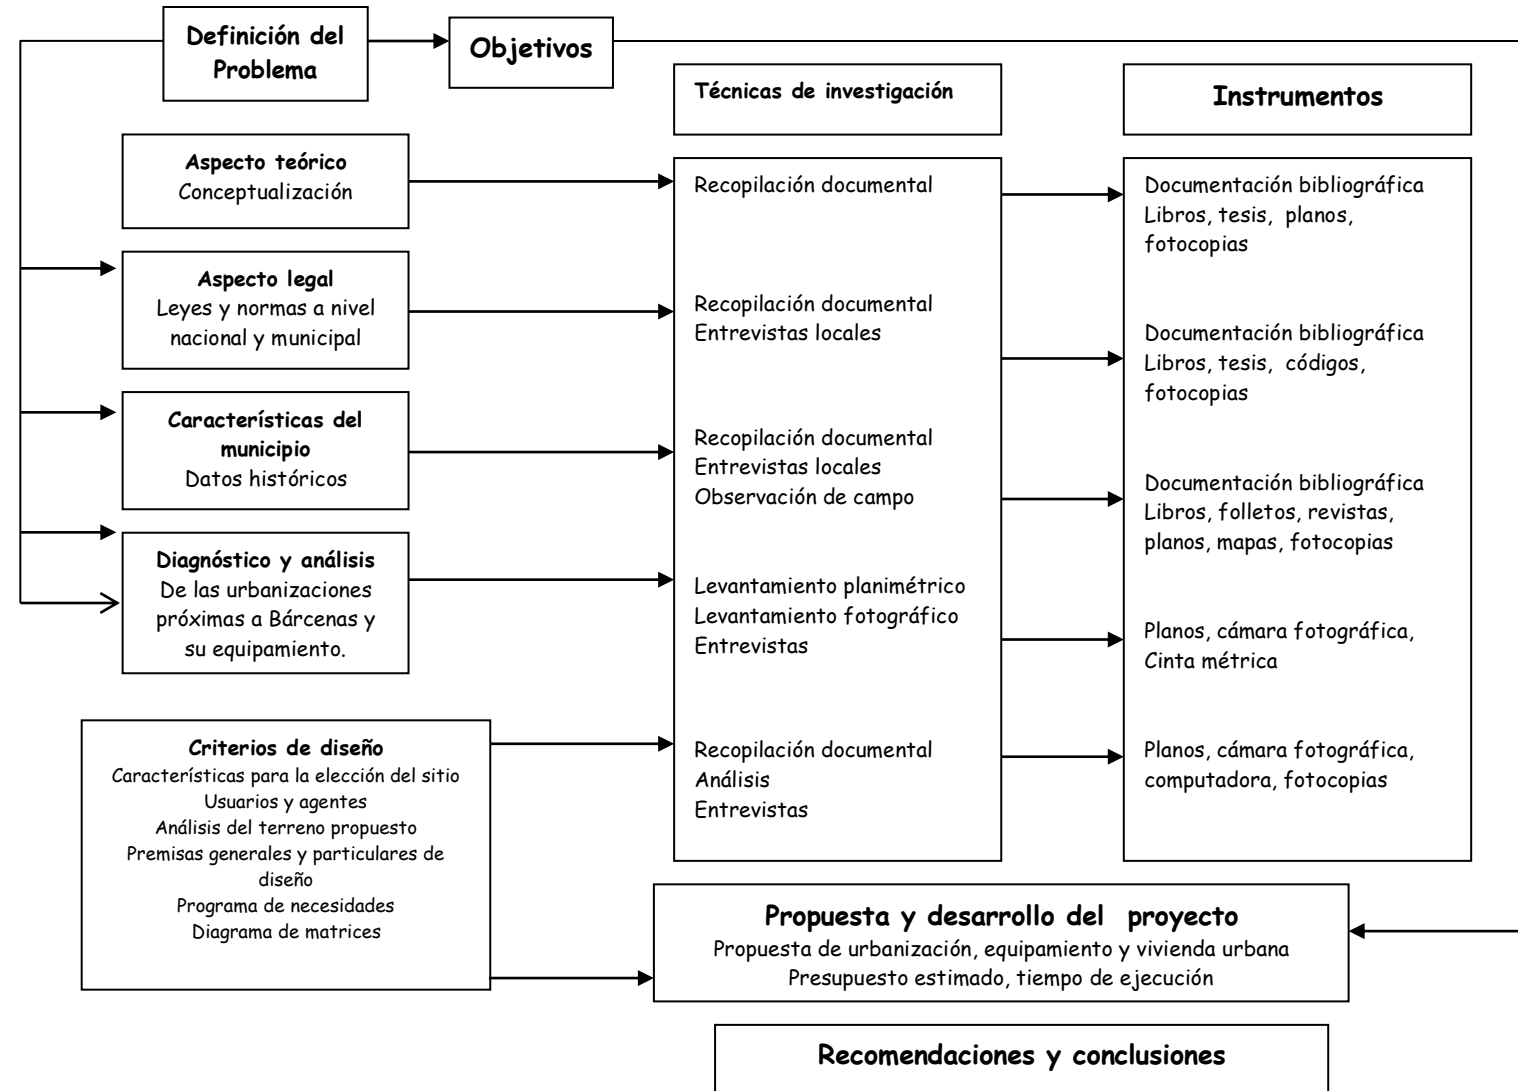 Definición del
Problema
Objetivos
Técnicas de investigación
Instrumentos
Aspecto teórico
Conceptualización
Recopilación documental
Documentación bibliográfica
Libros, tesis, planos,
fotocopias
Aspecto legal
Leyes y normas a nivel
nacional y municipal
Recopilación documental
Entrevistas locales
Documentación bibliográfica
Libros, tesis, códigos,
fotocopias
Características del
municipio
Datos históricos
Recopilación documental
Entrevistas locales
Observación de campo
Documentación bibliográfica
Libros, folletos, revistas,
planos, mapas, fotocopias
Diagnóstico y análisis
De las urbanizaciones
próximas a Bárcenas y
su equipamiento.
Levantamiento planimétrico
Levantamiento fotográfico
Entrevistas
Planos, cámara fotográfica,
Cinta métrica
Criterios de diseño
Características para la elección del sitio
Usuarios y agentes
Análisis del terreno propuesto
Premisas generales y particulares de
diseño
Programa de necesidades
Diagrama de matrices
Recopilación documental
Análisis
Entrevistas
Planos, cámara fotográfica,
computadora, fotocopias
Propuesta y desarrollo del proyecto
Propuesta de urbanización, equipamiento y vivienda urbana
Presupuesto estimado, tiempo de ejecución
Recomendaciones y conclusiones